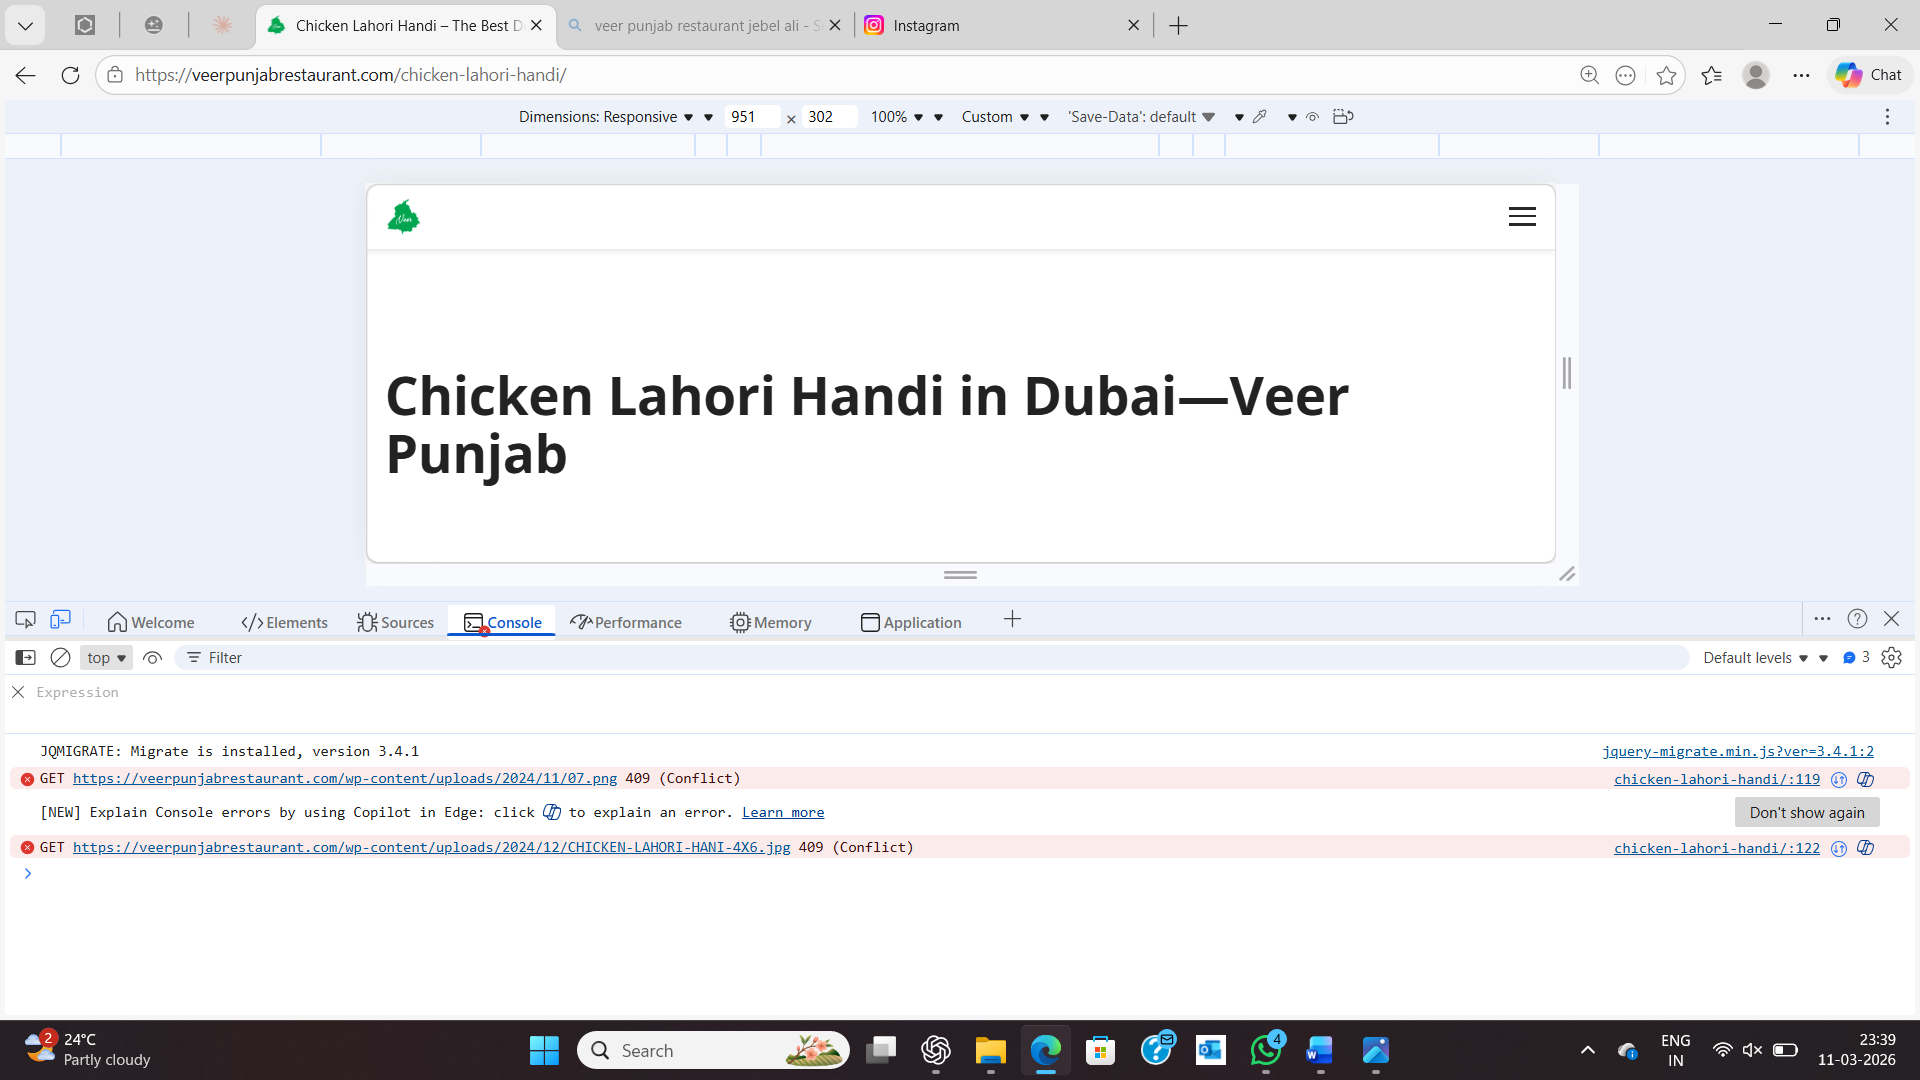 Chicken Lahori Handi – The Best D
veer punjab restaurant jebel ali - S
Instagram
https://veerpunjabrestaurant.com/chicken-lahori-handi/
Chat
Dimensions: Responsive
951
×
302
100%
Custom
'Save-Data': default
Veer
Chicken Lahori Handi in Dubai—Veer
Punjab
Welcome
Elements
Sources
Console
Performance
Memory
Application
top
Filter
Default levels
3
Expression
JQMIGRATE: Migrate is installed, version 3.4.1
jquery-migrate.min.js?ver=3.4.1:2
GET https://veerpunjabrestaurant.com/wp-content/uploads/2024/11/07.png 409 (Conflict)
chicken-lahori-handi/:119
[NEW] Explain Console errors by using Copilot in Edge: click to explain an error. Learn more
Don't show again
GET https://veerpunjabrestaurant.com/wp-content/uploads/2024/12/CHICKEN-LAHORI-HANI-4X6.jpg 409 (Conflict)
chicken-lahori-handi/:122
2
24°C
Partly cloudy
Search
4
ENG
IN
23:39
11-03-2026